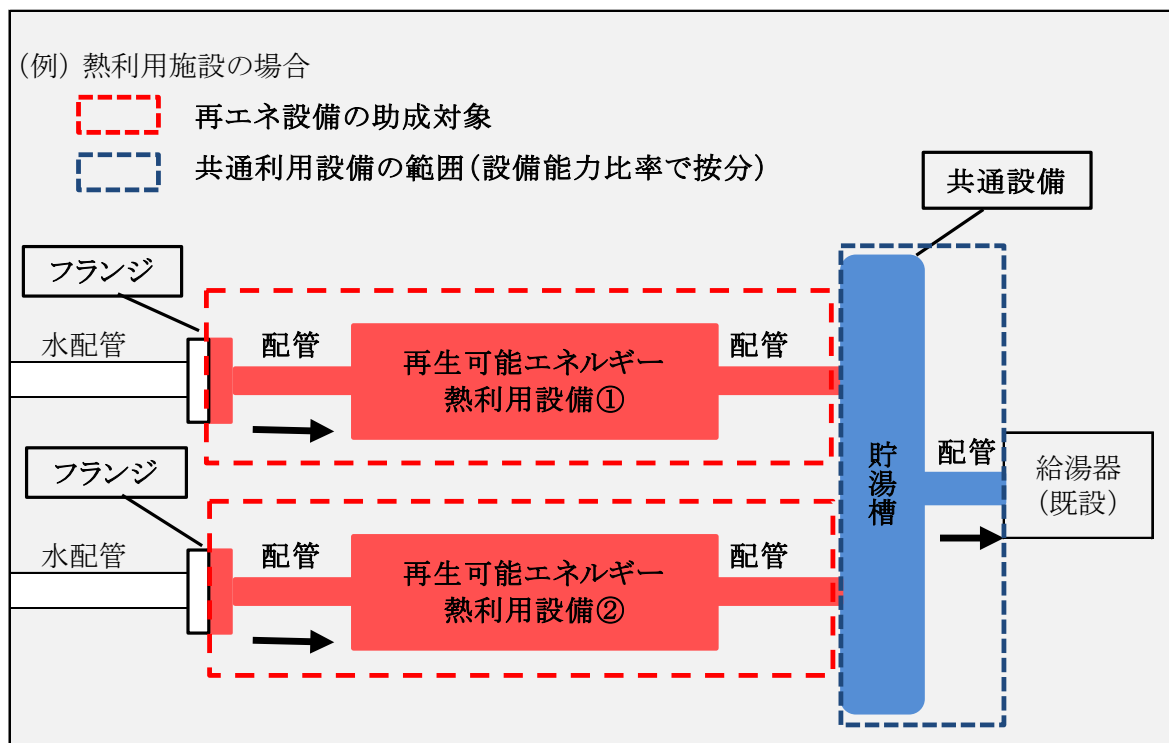 (例) 熱利用施設の場合
再エネ設備の助成対象
共通利用設備の範囲(設備能力比率で按分)
共通設備
フランジ
水配管
配管
再生可能エネルギー
熱利用設備①
配管
フランジ
水配管
配管
再生可能エネルギー
熱利用設備②
配管
貯湯槽
配管
給湯器
(既設)